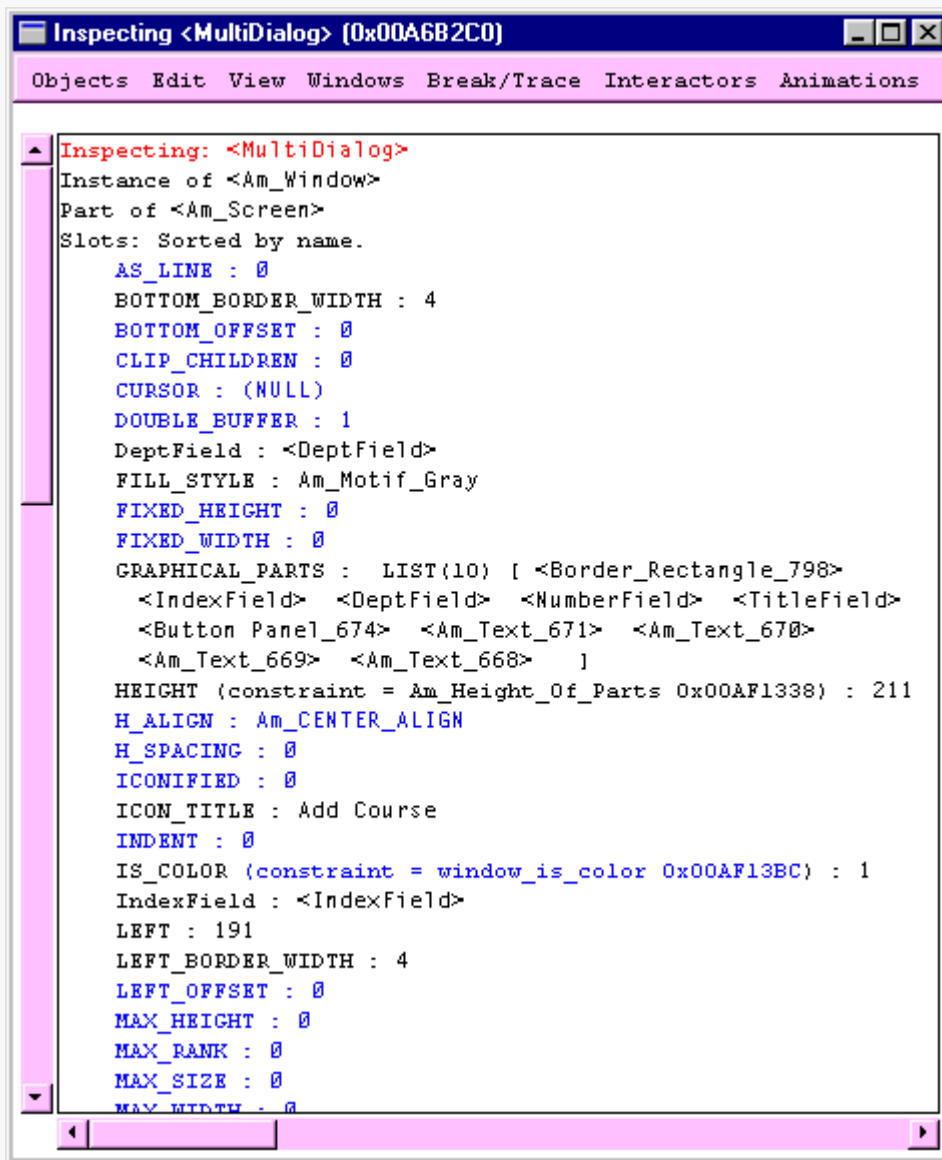 Inspecting <MultiDialog> (0x00A6B2C0)
Objects Edit View Windows Break/Trace Interactors Animations
Inspecting: <MultiDialog>
Instance of <Am_Window>
Part of <Am_Screen>
Slots: Sorted by name.
AS_LINE : 0
BOTTOM_BORDER_WIDTH : 4
BOTTOM_OFFSET : 0
CLIP_CHILDREN : 0
CURSOR : (NULL)
DOUBLE_BUFFER : 1
DeptField : <DeptField>
FILL_STYLE : Am_Motif_Gray
FIXED_HEIGHT : 0
FIXED_WIDTH : 0
GRAPHICAL_PARTS : LIST(10) [ <Border_Rectangle_798>
<IndexField> <DeptField> <NumberField> <TitleField>
<Button Panel_674> <Am_Text_671> <Am_Text_670>
<Am_Text_669> <Am_Text_668> ]
HEIGHT (constraint = Am_Height_Of_Parts 0x00AF1338) : 211
H_ALIGN : Am_CENTER_ALIGN
H_SPACING : 0
ICONIFIED : 0
ICON_TITLE : Add Course
INDENT : 0
IS_COLOR (constraint = window_is_color 0x00AF13BC) : 1
IndexField : <IndexField>
LEFT : 191
LEFT_BORDER_WIDTH : 4
LEFT_OFFSET : 0
MAX_HEIGHT : 0
MAX_RANK : 0
MAX_SIZE : 0
MAX_WIDTH : 0